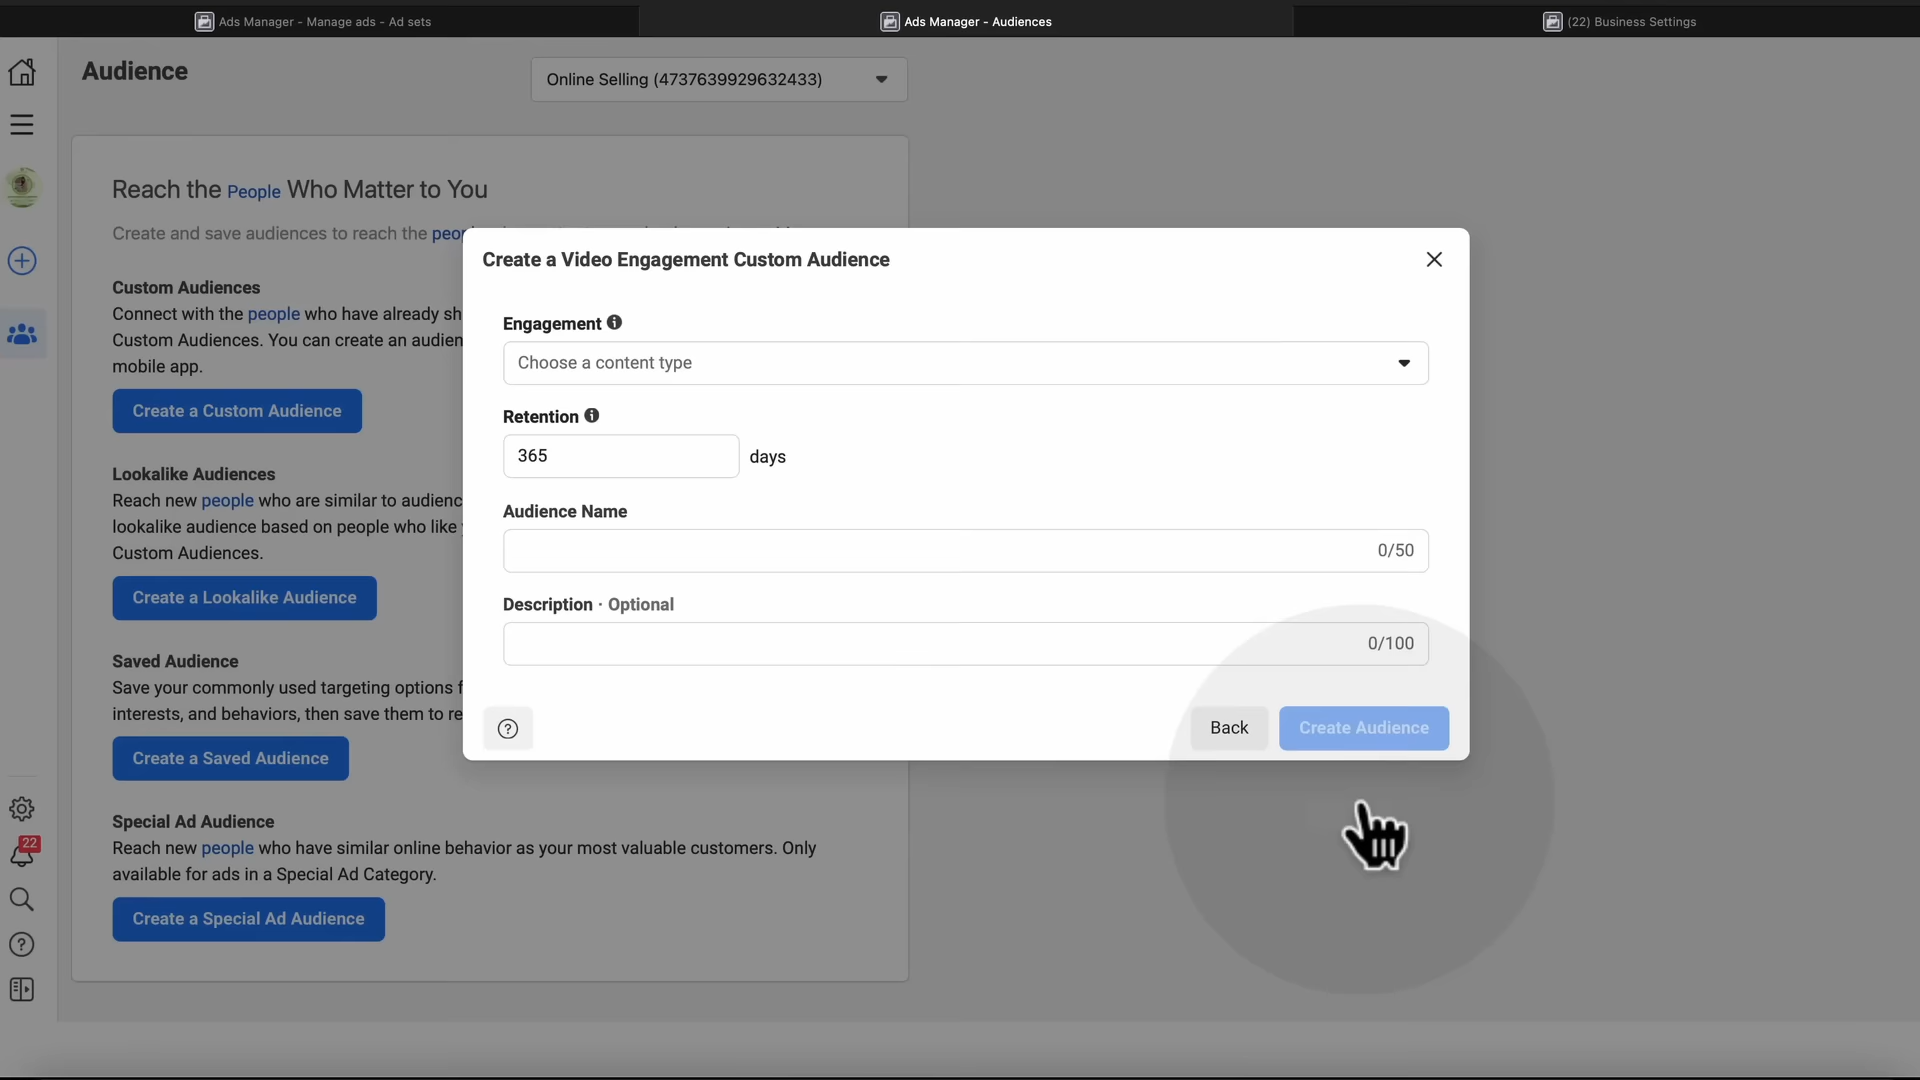 Ads Manager - Manage ads - Ad sets
Ads Manager - Audiences
(22) Business Settings
Audience
Online Selling (4737639929632433)
Reach the People Who Matter to You
Create and save audiences to reach the
Custom Audiences
Connect with the people who have already sh
Custom Audiences. You can create an audien
mobile app.
Create a Custom Audience
Lookalike Audiences
Reach new people who are similar to audienc
lookalike audience based on people who like
Custom Audiences.
Create a Lookalike Audience
Saved Audience
Save your commonly used targeting options f
interests, and behaviors, then save them to re
Create a Saved Audience
Special Ad Audience
Reach new people who have similar online behavior as your most valuable customers. Only
available for ads in a Special Ad Category.
Create a Special Ad Audience
22
Create a Video Engagement Custom Audience
Engagement
Choose a content type
Retention
365
days
Audience Name
0/50
Description · Optional
0/100
Back
Create Audience